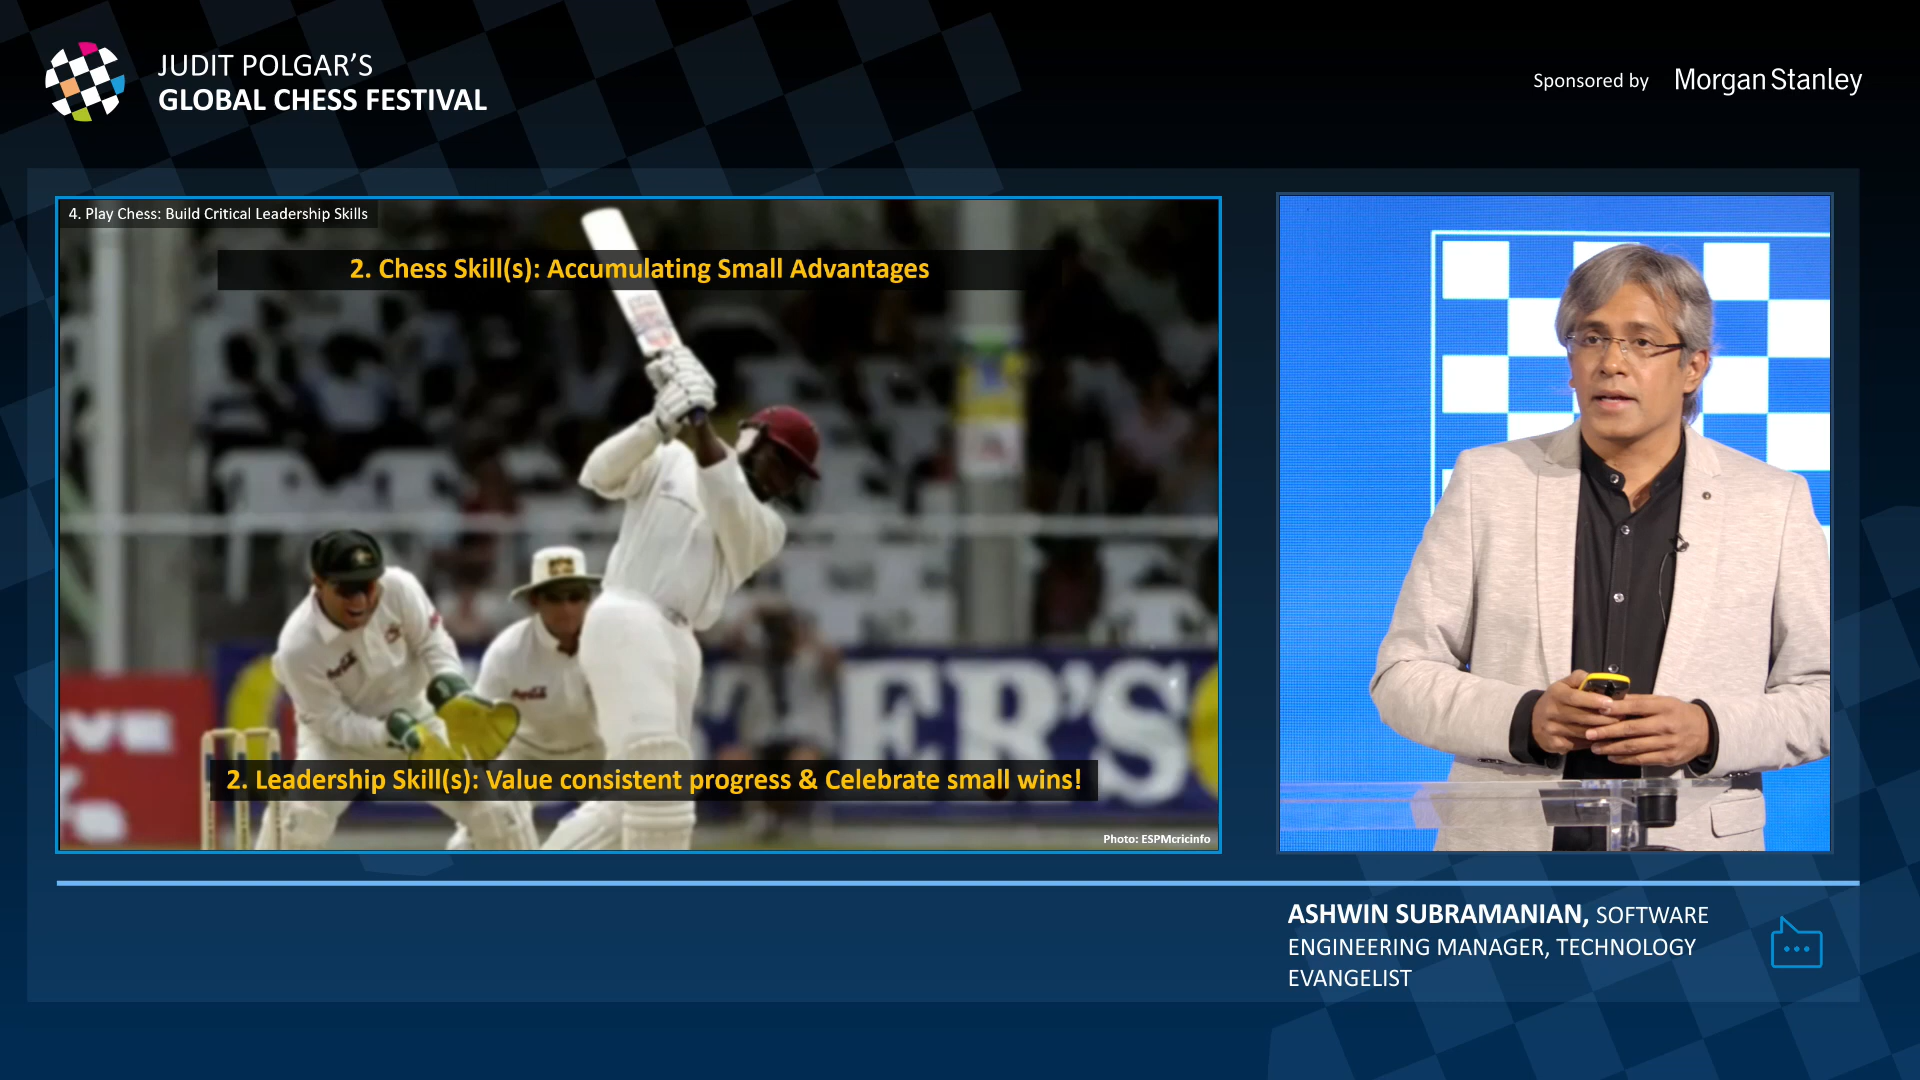 JUDIT POLGAR'S
GLOBAL CHESS FESTIVAL
Sponsored by Morgan Stanley
4. Play Chess: Build Critical Leadership Skills
2. Chess Skill(s): Accumulating Small Advantages
ER'S
2. Leadership Skill(s): Value consistent progress & Celebrate small wins!
Photo: ESPMcricinfo
ASHWIN SUBRAMANIAN, SOFTWARE
ENGINEERING MANAGER, TECHNOLOGY
EVANGELIST